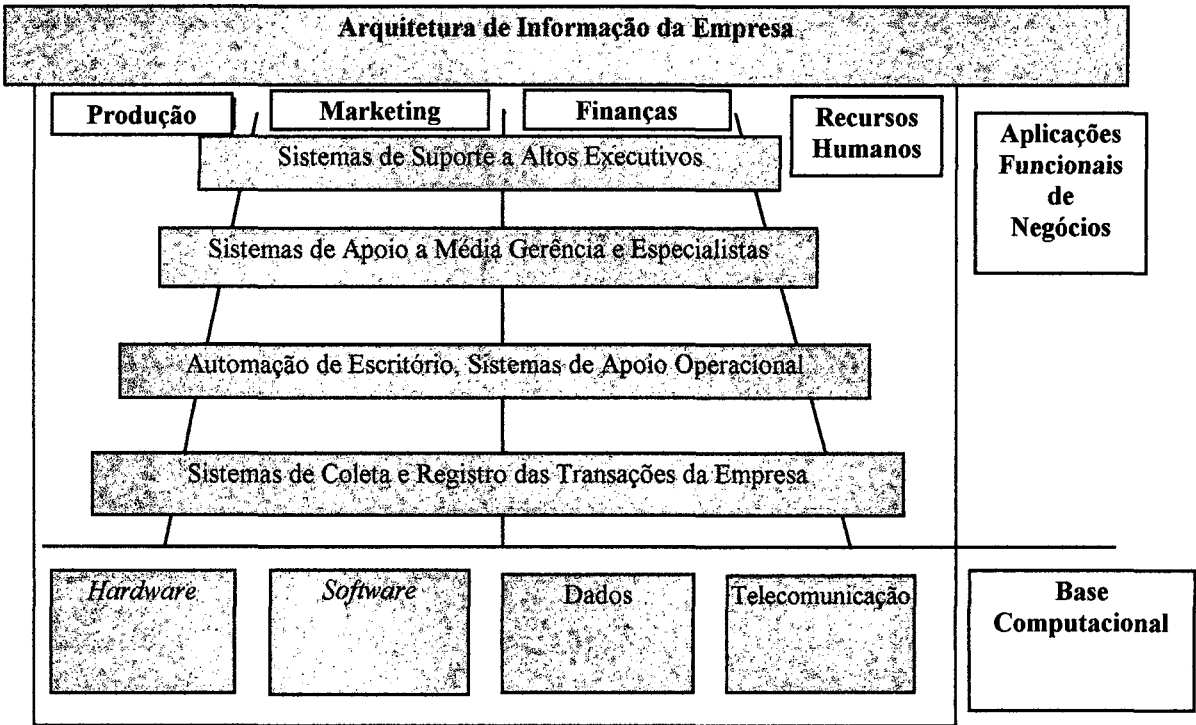 Arquitetura de Informação da Empresa
Produção
Marketing
Finanças
Recursos
Humanos
Aplicações
Funcionais
de
Negócios
Sistemas de Suporte a Altos Executivos
Sistemas de Apoio a Média Gerência e Especialistas
Automação de Escritório, Sistemas de Apoio Operacional
Sistemas de Coleta e Registro das Transações da Empresa
Hardware
Software
Dados
Telecomunicação
Base
Computacional